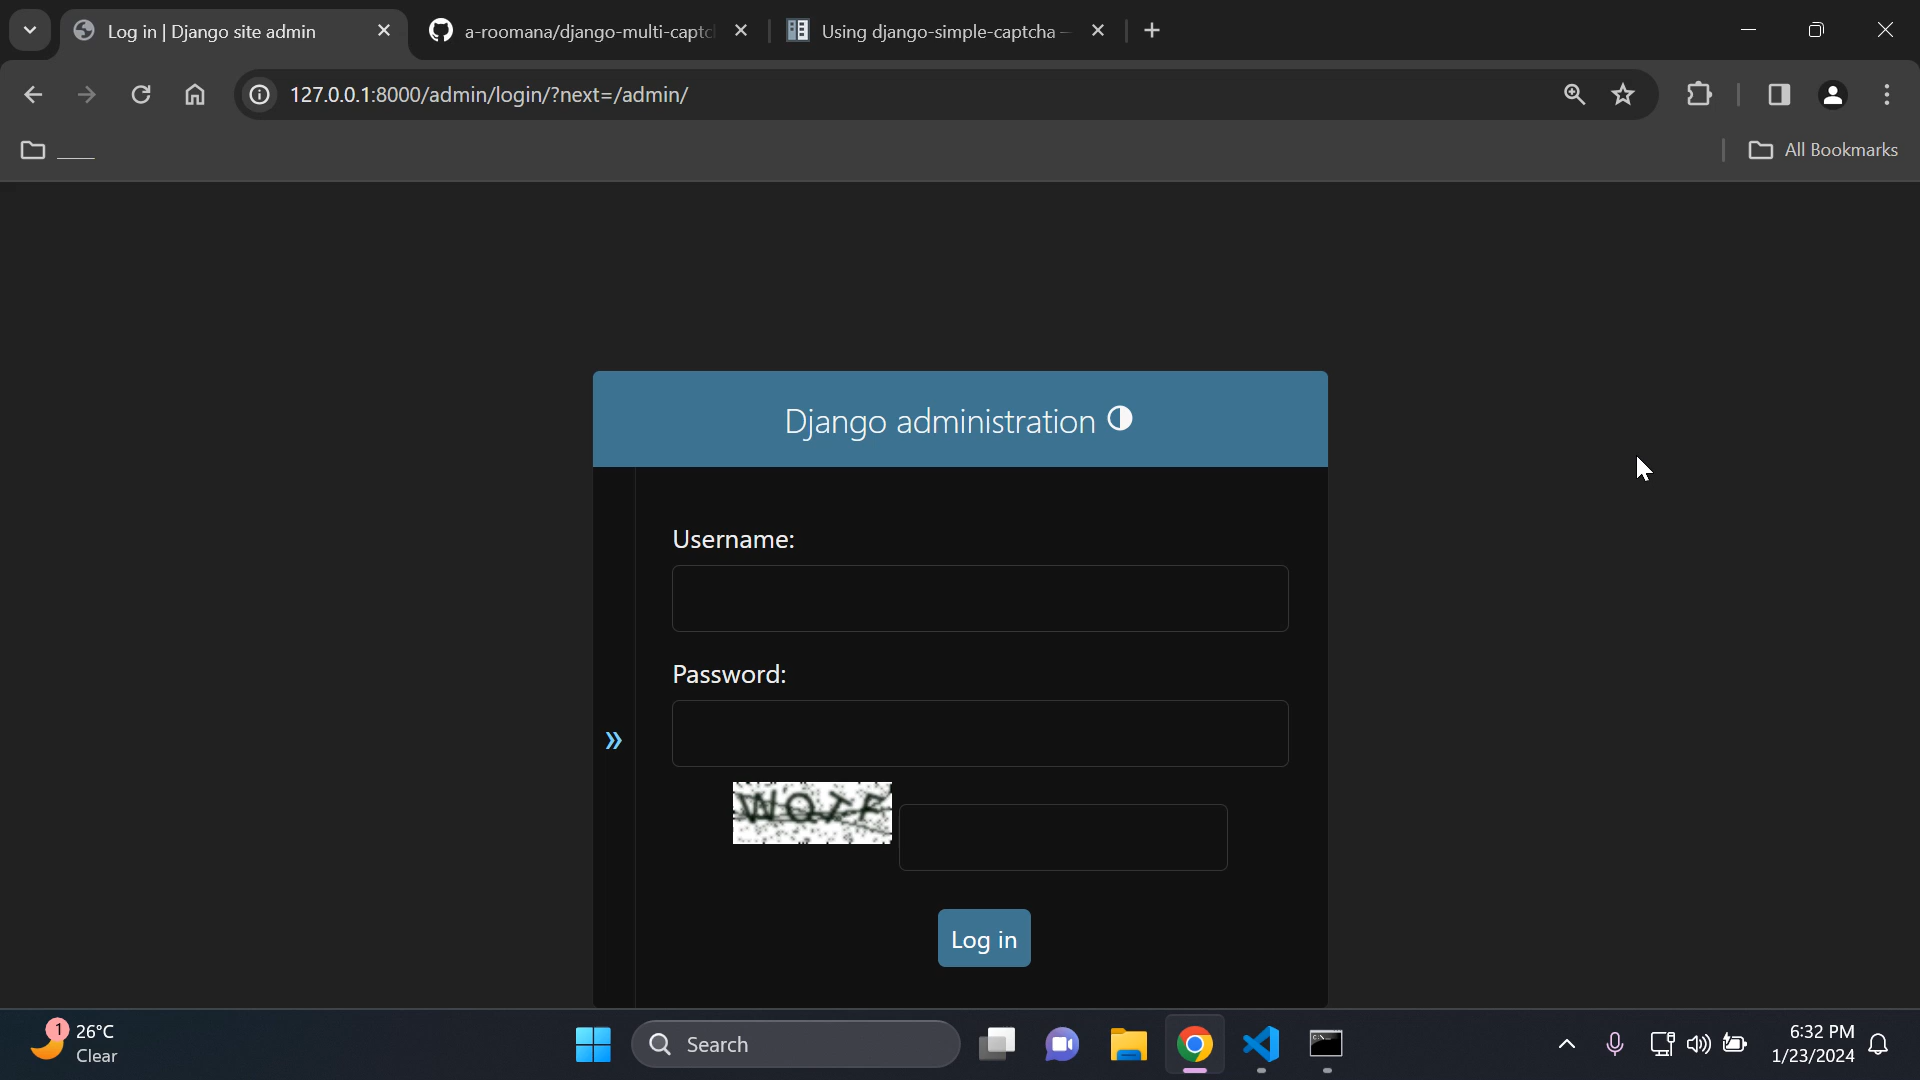 Log in | Django site admin
a-roomana/django-multi-captc
Using django-simple-captcha –
127.0.0.1:8000/admin/login/?next=/admin/
____
All Bookmarks
Django administration
Username:
Password:
»
Log in
1
26°C
Clear
Search
6:32 PM
1/23/2024